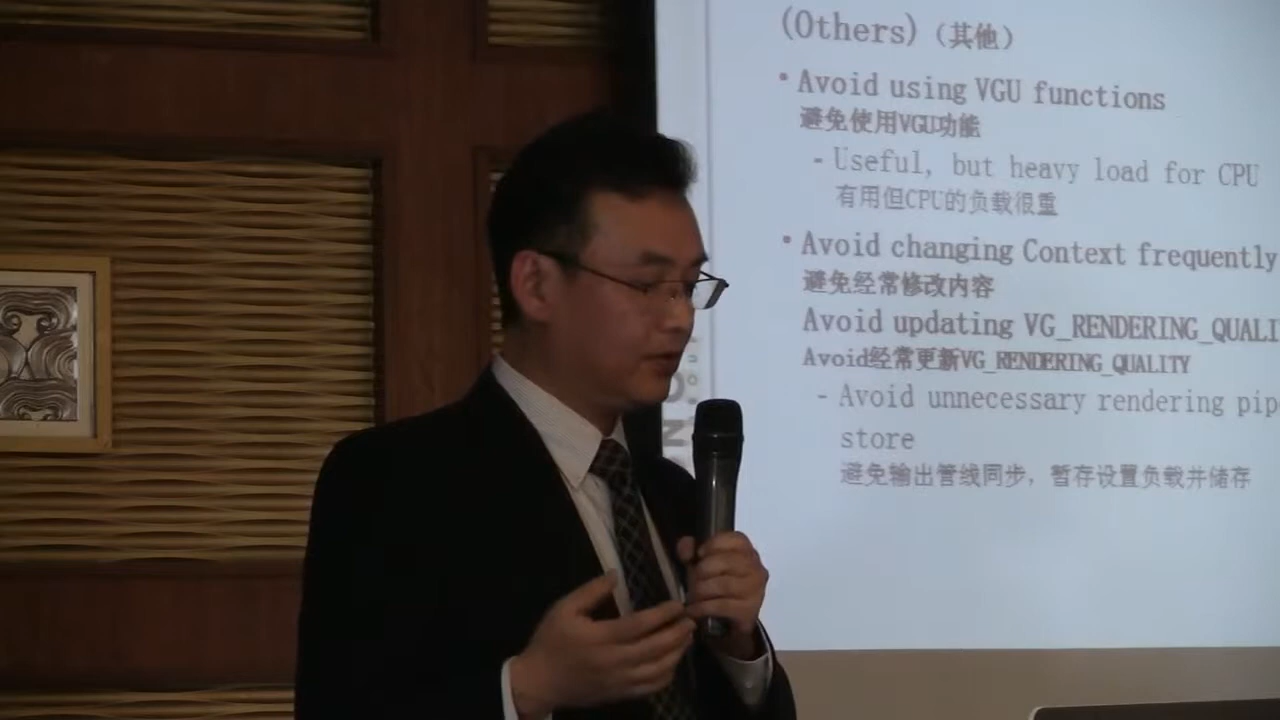 (Others)（其他）
• Avoid using VGU functions
避免使用VGU功能
- Useful, but heavy load for CPU
有用但CPU的负载很重
• Avoid changing Context frequently
避免经常修改内容
Avoid updating VG_RENDERING_QUALI
Avoid经常更新VG_RENDERING_QUALITY
- Avoid unnecessary rendering pip
store
避免输出管线同步，暂存设置负载并储存